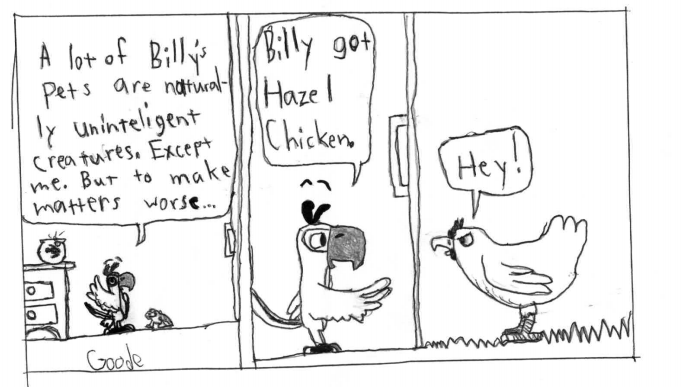 A lot of Billy's
pets are natural-
ly uninteligent
creatures. Except
me. But to make
matters worse...
Billy got
Hazel
Chicken.
Hey!
Goode